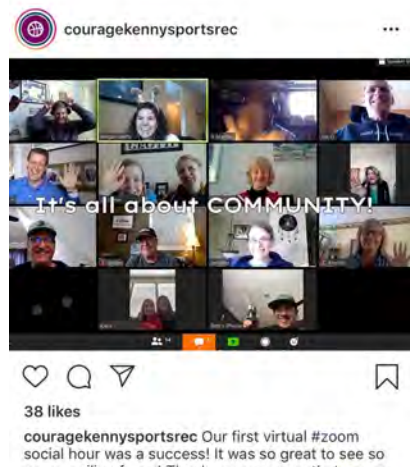 couragekennysportsrec
It's all about COMMUNITY!
38 likes
couragekennysportsrec Our first virtual #zoom
social hour was a success! It was so great to see so